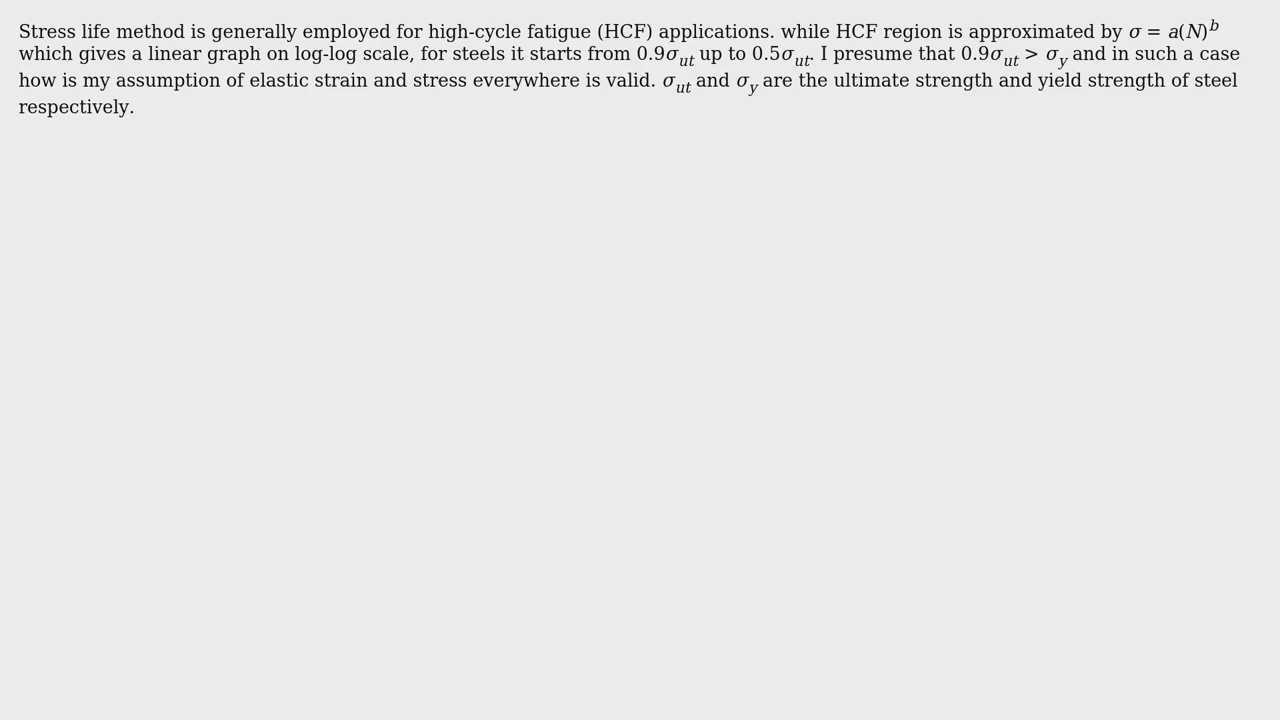 Stress life method is generally employed for high-cycle fatigue (HCF) applications. while HCF region is approximated by σ = a(N)^b
which gives a linear graph on log-log scale, for steels it starts from 0.9σ_ut up to 0.5σ_ut. I presume that 0.9σ_ut > σ_y and in such a case
how is my assumption of elastic strain and stress everywhere is valid. σ_ut and σ_y are the ultimate strength and yield strength of steel
respectively.